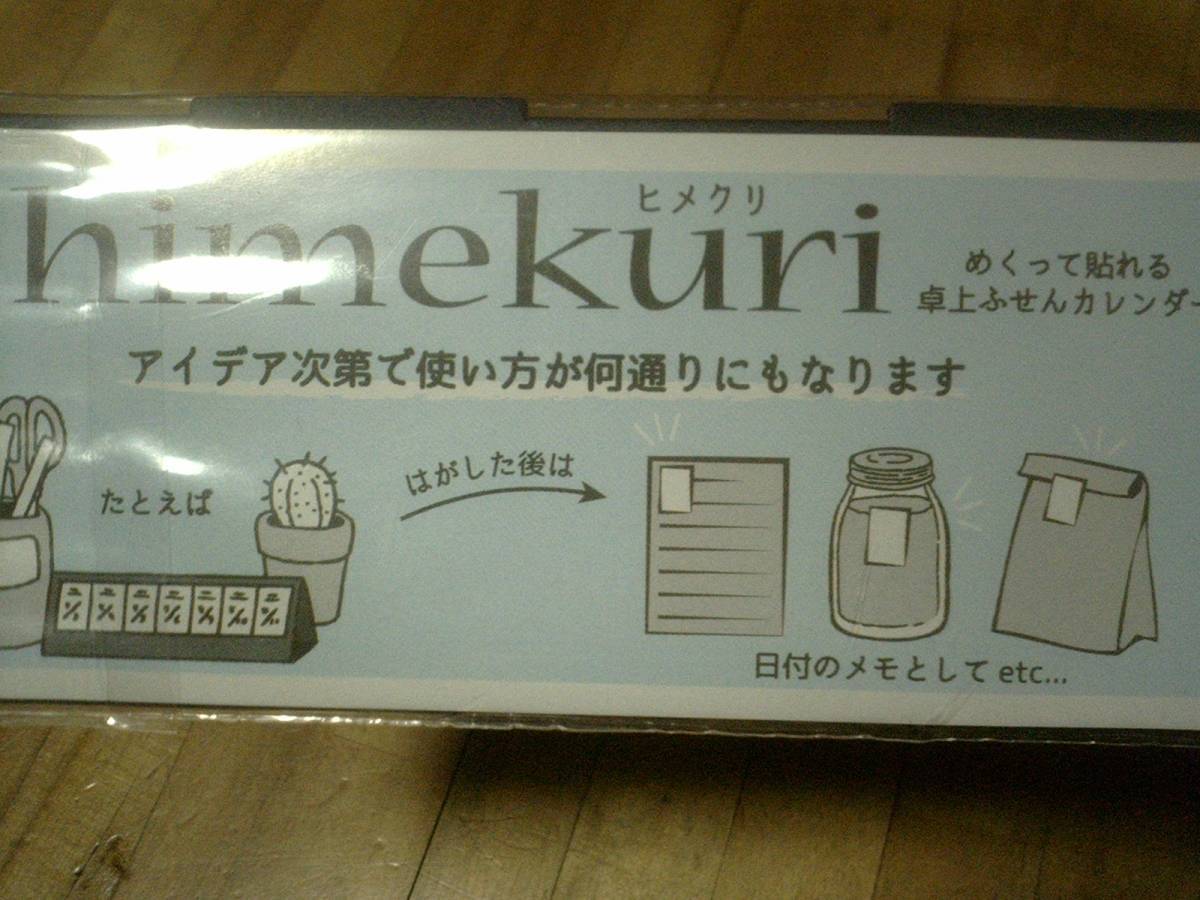 ヒメクリ
himekuri
めくって貼れる
卓上ふせんカレンダー
アイデア次第で使い方が何通りにもなります
たとえば
はがした後は
日付のメモとして etc...